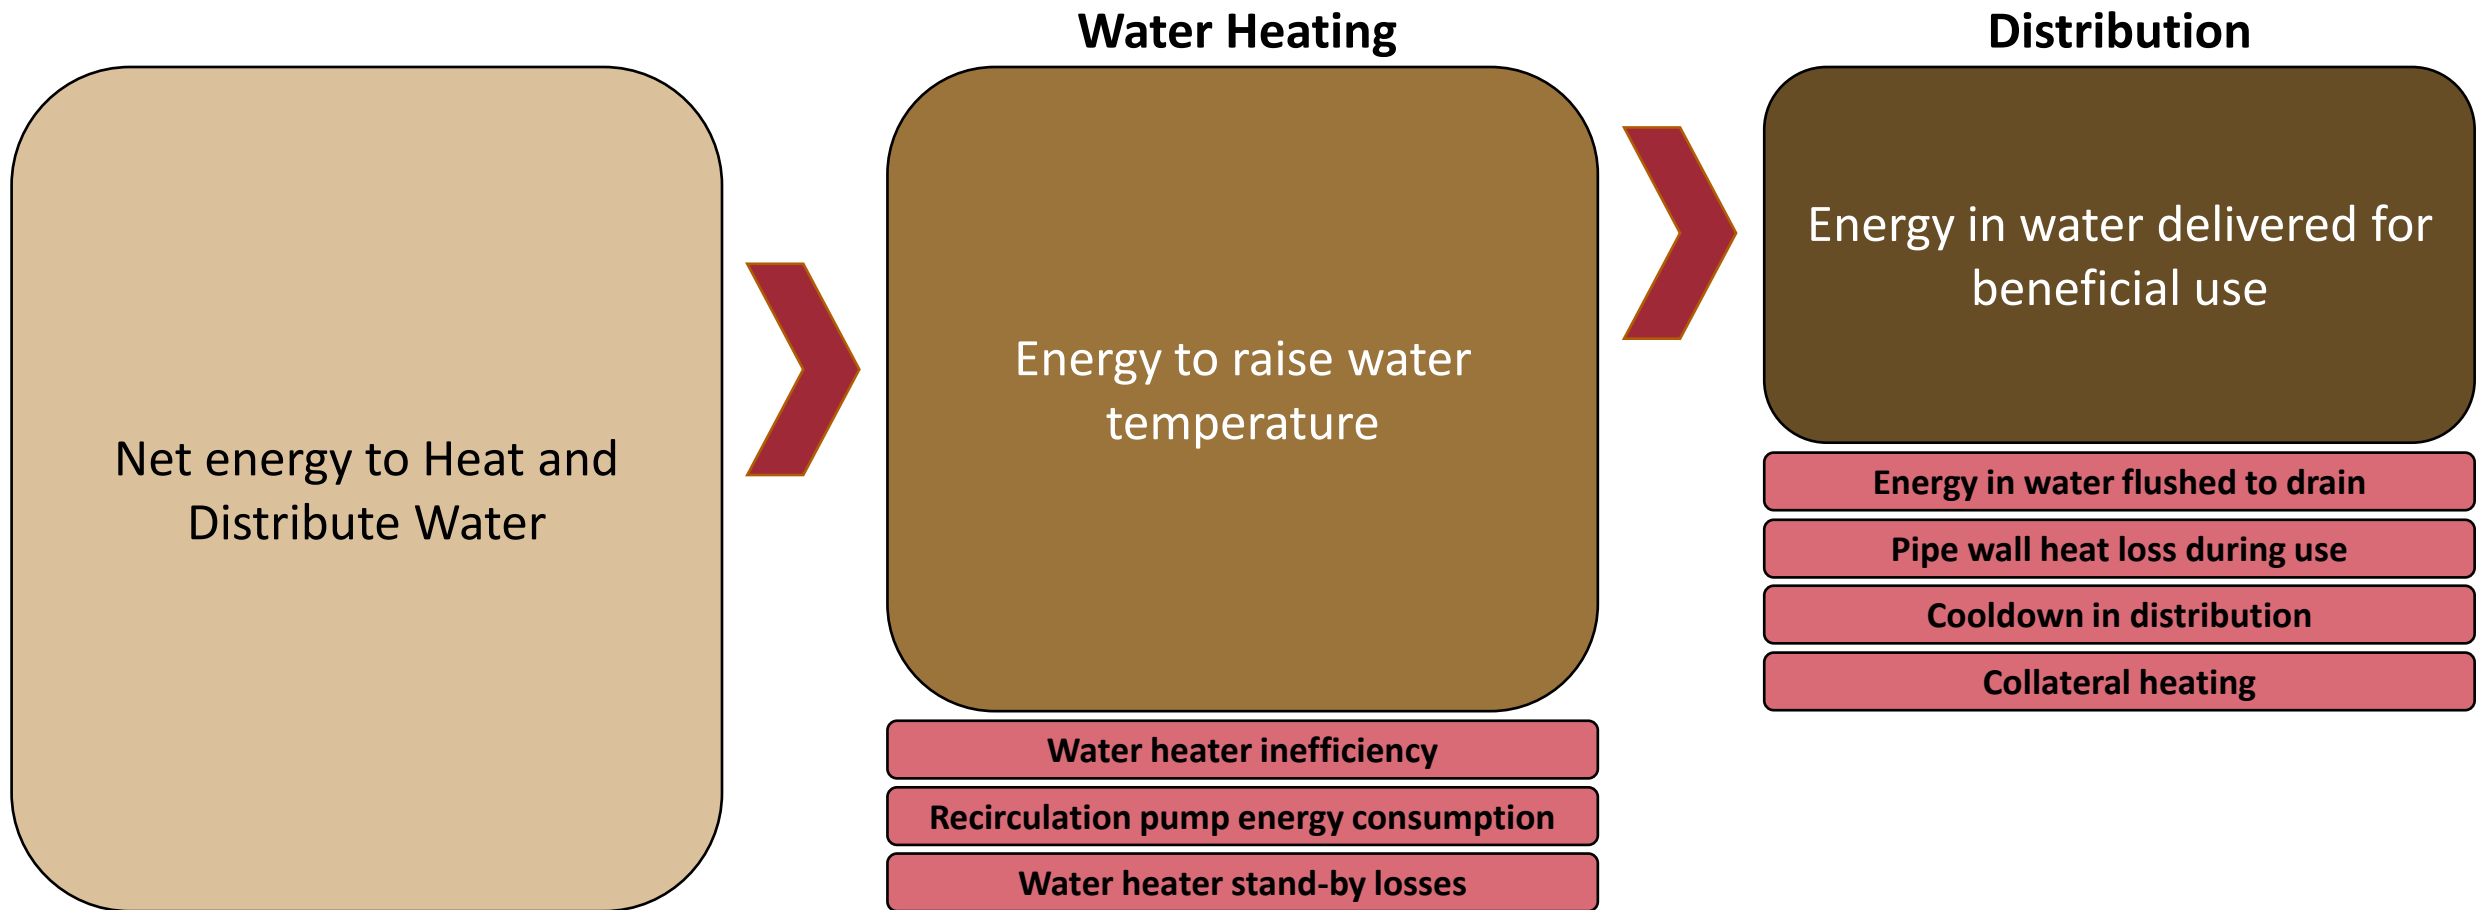 Net energy to Heat and
Distribute Water
Water Heating
Energy to raise water
temperature
Water heater inefficiency
Recirculation pump energy consumption
Water heater stand-by losses
Distribution
Energy in water delivered for
beneficial use
Energy in water flushed to drain
Pipe wall heat loss during use
Cooldown in distribution
Collateral heating